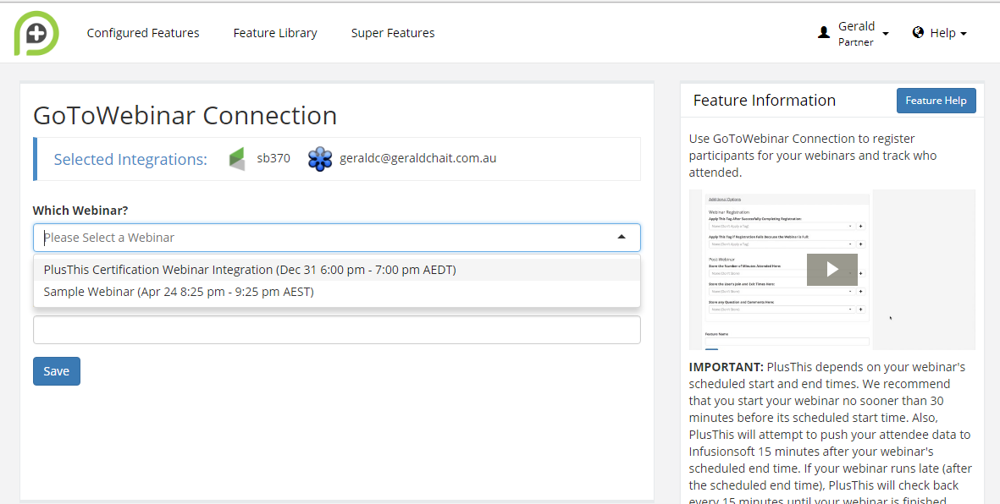 Configured Features
Feature Library
Super Features
Gerald
Partner
Help
GoToWebinar Connection
Selected Integrations:
sb370
geraldc@geraldchait.com.au
Which Webinar?
Please Select a Webinar
PlusThis Certification Webinar Integration (Dec 31 6:00 pm - 7:00 pm AEDT)
Sample Webinar (Apr 24 8:25 pm - 9:25 pm AEST)
Save
Feature Information
Feature Help
Use GoToWebinar Connection to register
participants for your webinars and track who
attended.
Additional Options
Webinar Registration
Apply This Tag After Successfully Completing Registration:
None (Don't Apply a Tag)
Apply This Tag if Registration Fails Because the Webinar is Full:
None (Don't Apply a Tag)
Post-Webinar
Store the Number of Minutes Attended Here:
None (Don't Store)
Store the User's Join and Exit Times Here:
None (Don't Store)
Store any Question and Comments Here:
None (Don't Store)
Feature Name
IMPORTANT: PlusThis depends on your webinar's
scheduled start and end times. We recommend
that you start your webinar no sooner than 30
minutes before its scheduled start time. Also,
PlusThis will attempt to push your attendee data to
Infusionsoft 15 minutes after your webinar's
scheduled end time. If your webinar runs late (after
the scheduled end time), PlusThis will check back
every 15 minutes until your webinar is finished